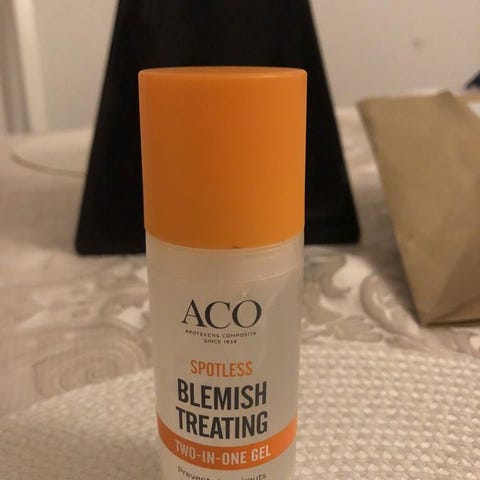 ACO
APOTEKENS COMPOSITA
SINCE 1939
SPOTLESS
BLEMISH
TREATING
TWO-IN-ONE GEL